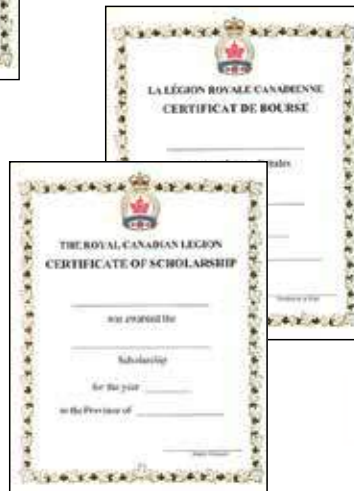 LA LÉGION ROYALE CANADIENNE
CERTIFICAT DE BOURSE
THE ROYAL CANADIAN LEGION
CERTIFICATE OF SCHOLARSHIP
was awarded the
Scholarship
for the year
in the Province of